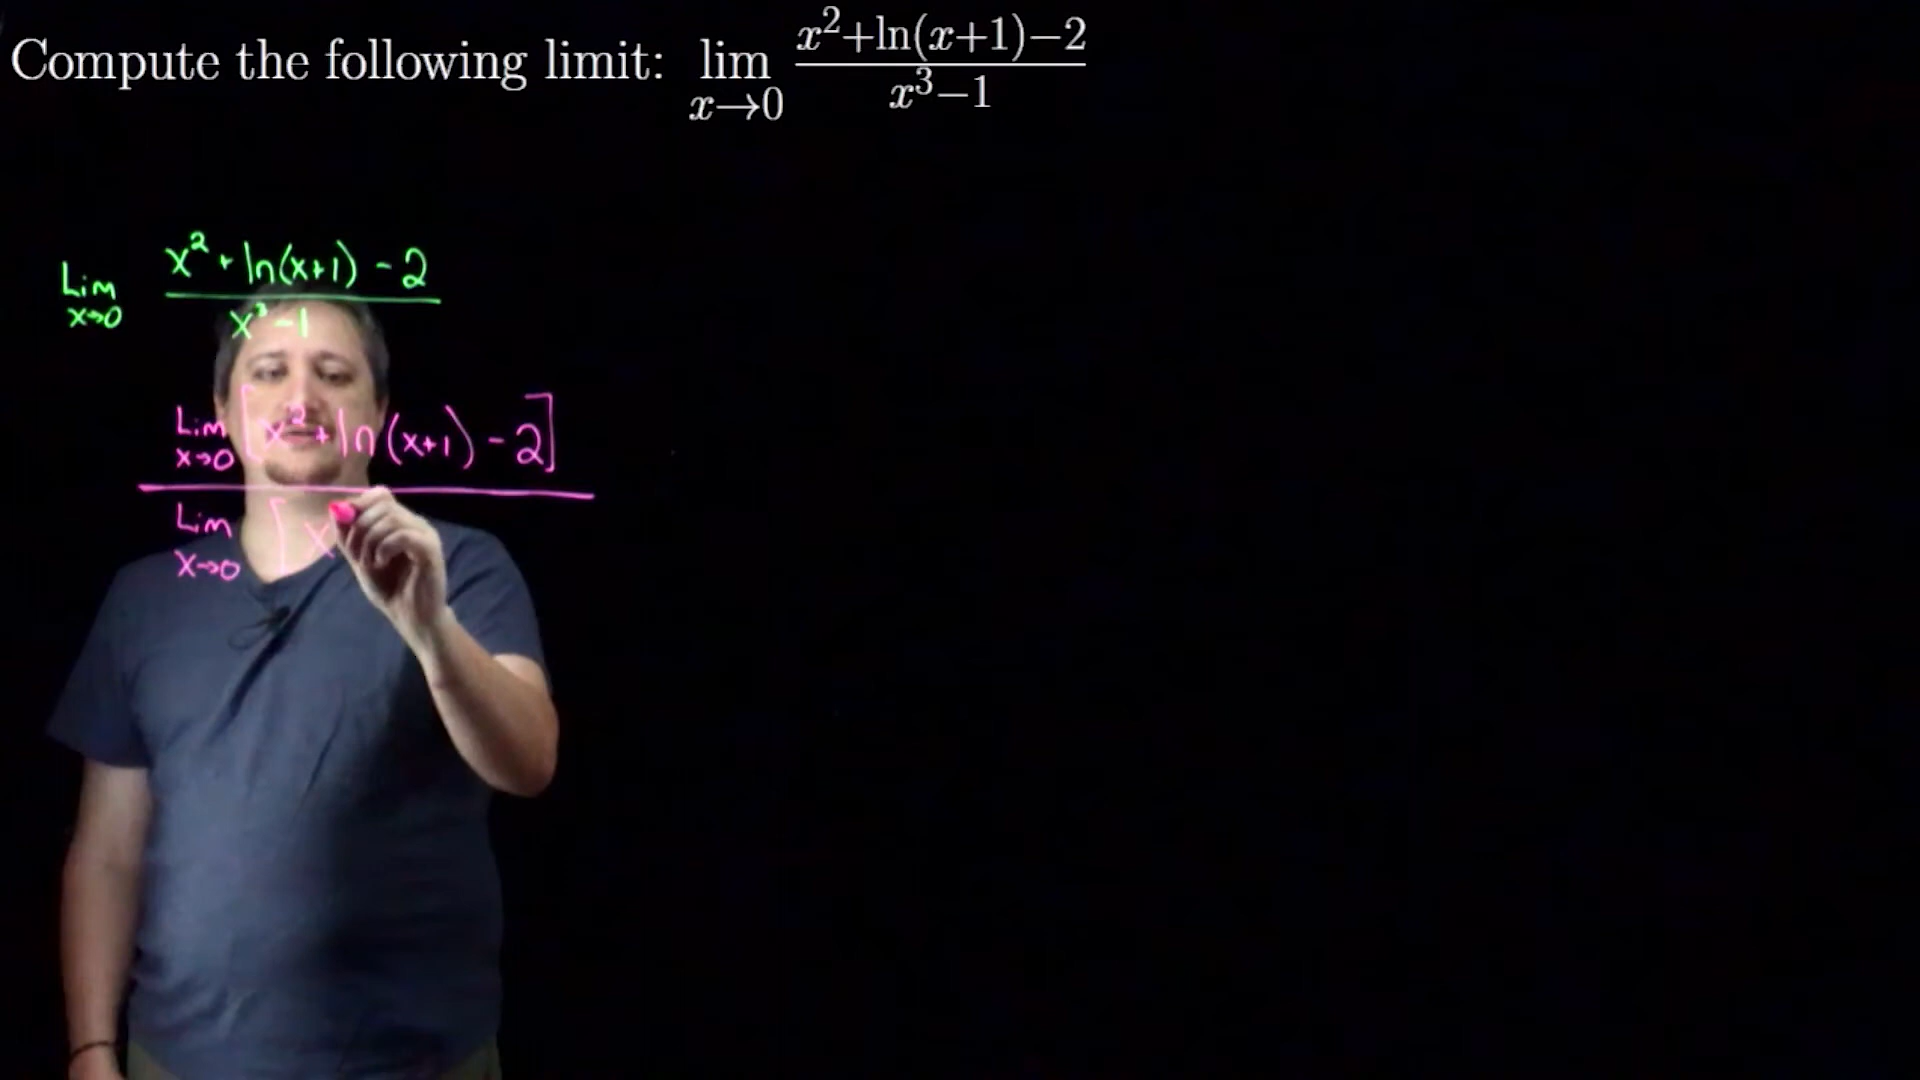 Compute the following limit: lim x→0 x²+ln(x+1)−2 / x³−1
Lim x→0 x² + ln(x+1) - 2
x³ - 1
Lim x→0 [x² + ln(x+1) - 2]
Lim x→0 [x